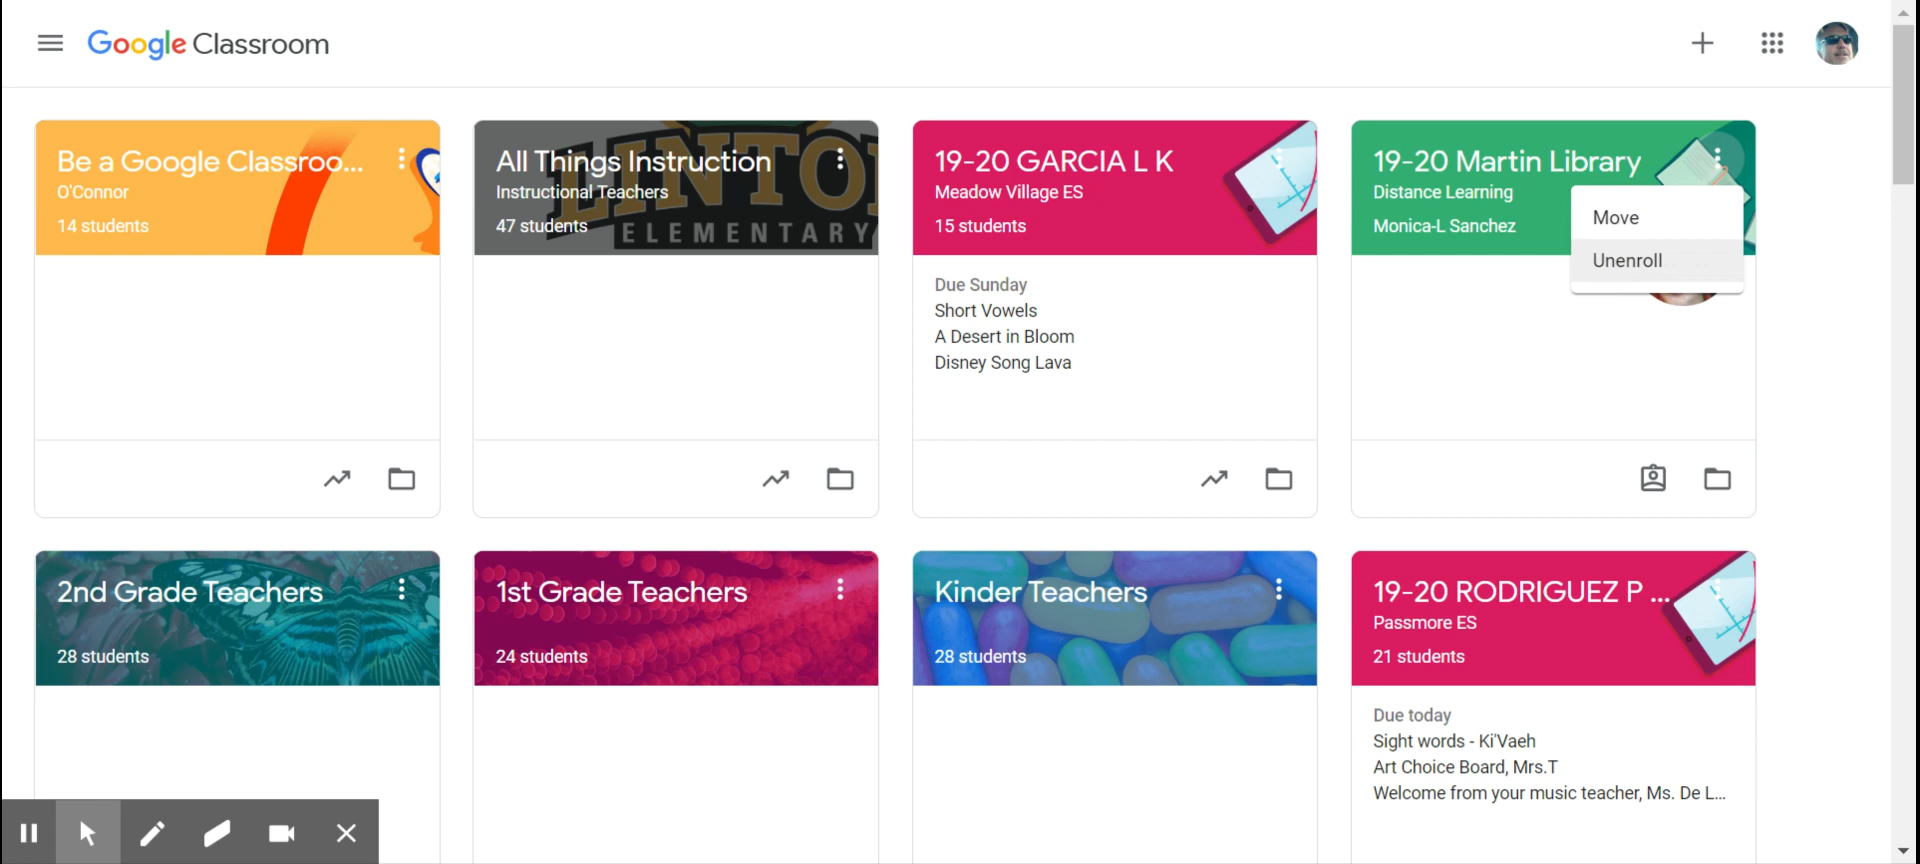 Google Classroom
Be a Google Classroo...
O'Connor
14 students
All Things Instruction
Instructional Teachers
47 students
LINTO
ELEMENTARY
19-20 GARCIA L K
Meadow Village ES
15 students
Due Sunday
Short Vowels
A Desert in Bloom
Disney Song Lava
19-20 Martin Library
Distance Learning
Monica-L Sanchez
Move
Unenroll
2nd Grade Teachers
28 students
1st Grade Teachers
24 students
Kinder Teachers
28 students
19-20 RODRIGUEZ P ...
Passmore ES
21 students
Due today
Sight words - Ki'Vaeh
Art Choice Board, Mrs.T
Welcome from your music teacher, Ms. De L...